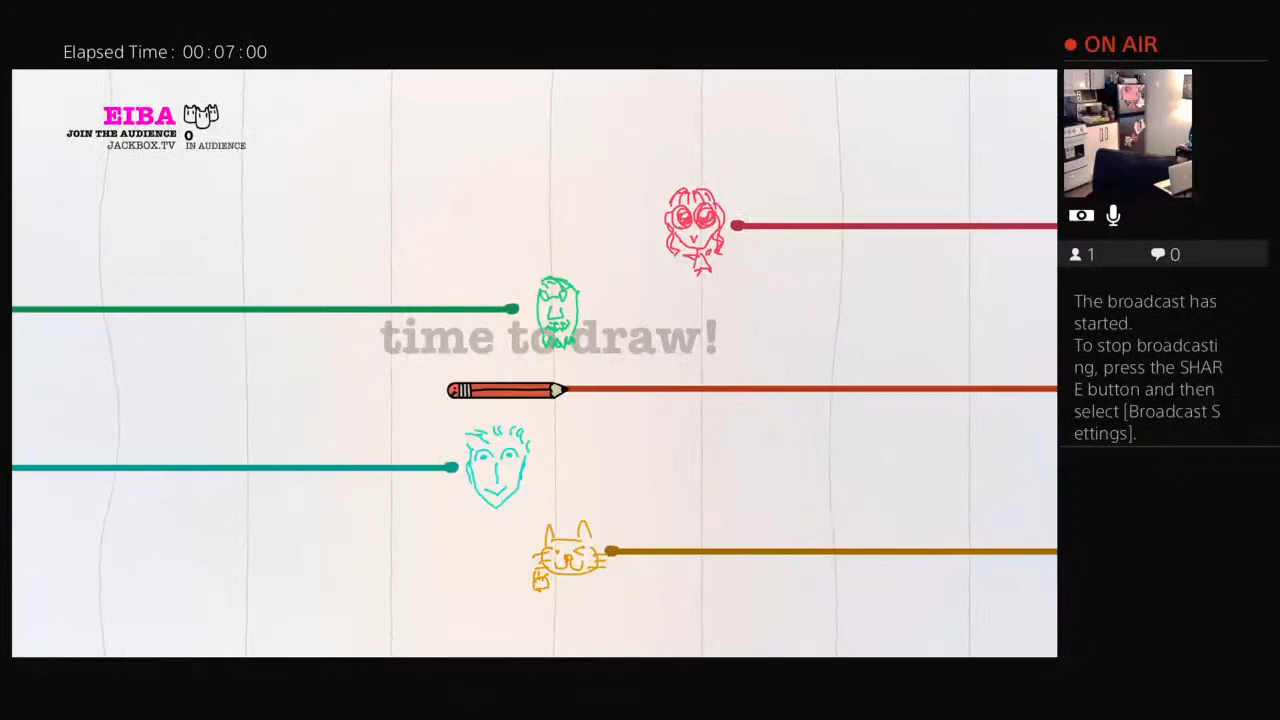 Elapsed Time: 00:07:00
ON AIR
EIBA
JOIN THE AUDIENCE 0
JACKBOX.TV IN AUDIENCE
1 0
time to draw!
The broadcast has
started.
To stop broadcasti
ng, press the SHAR
E button and then
select [Broadcast S
ettings].